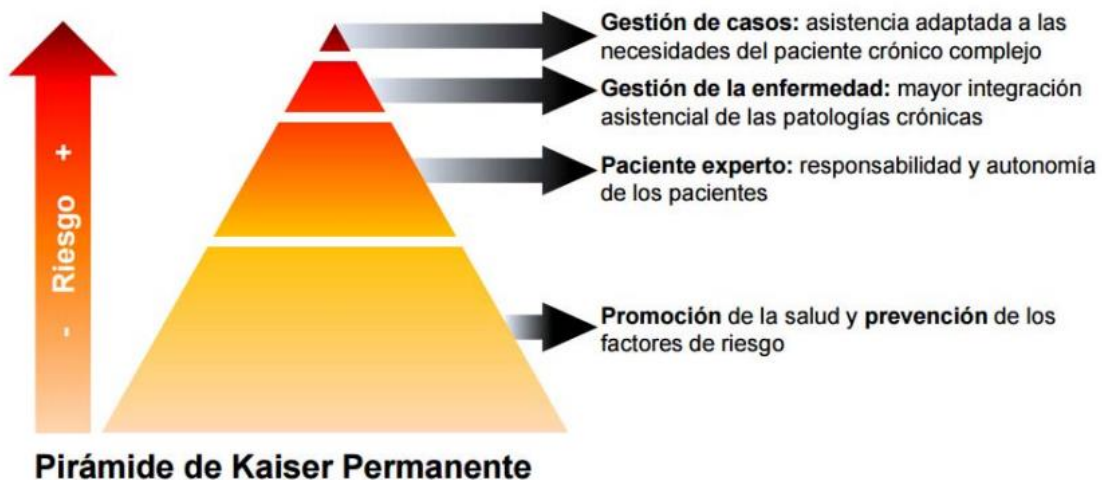 Gestión de casos: asistencia adaptada a las
necesidades del paciente crónico complejo
Gestión de la enfermedad: mayor integración
asistencial de las patologías crónicas
Paciente experto: responsabilidad y autonomía
de los pacientes
Promoción de la salud y prevención de los
factores de riesgo
- Riesgo +
Pirámide de Kaiser Permanente